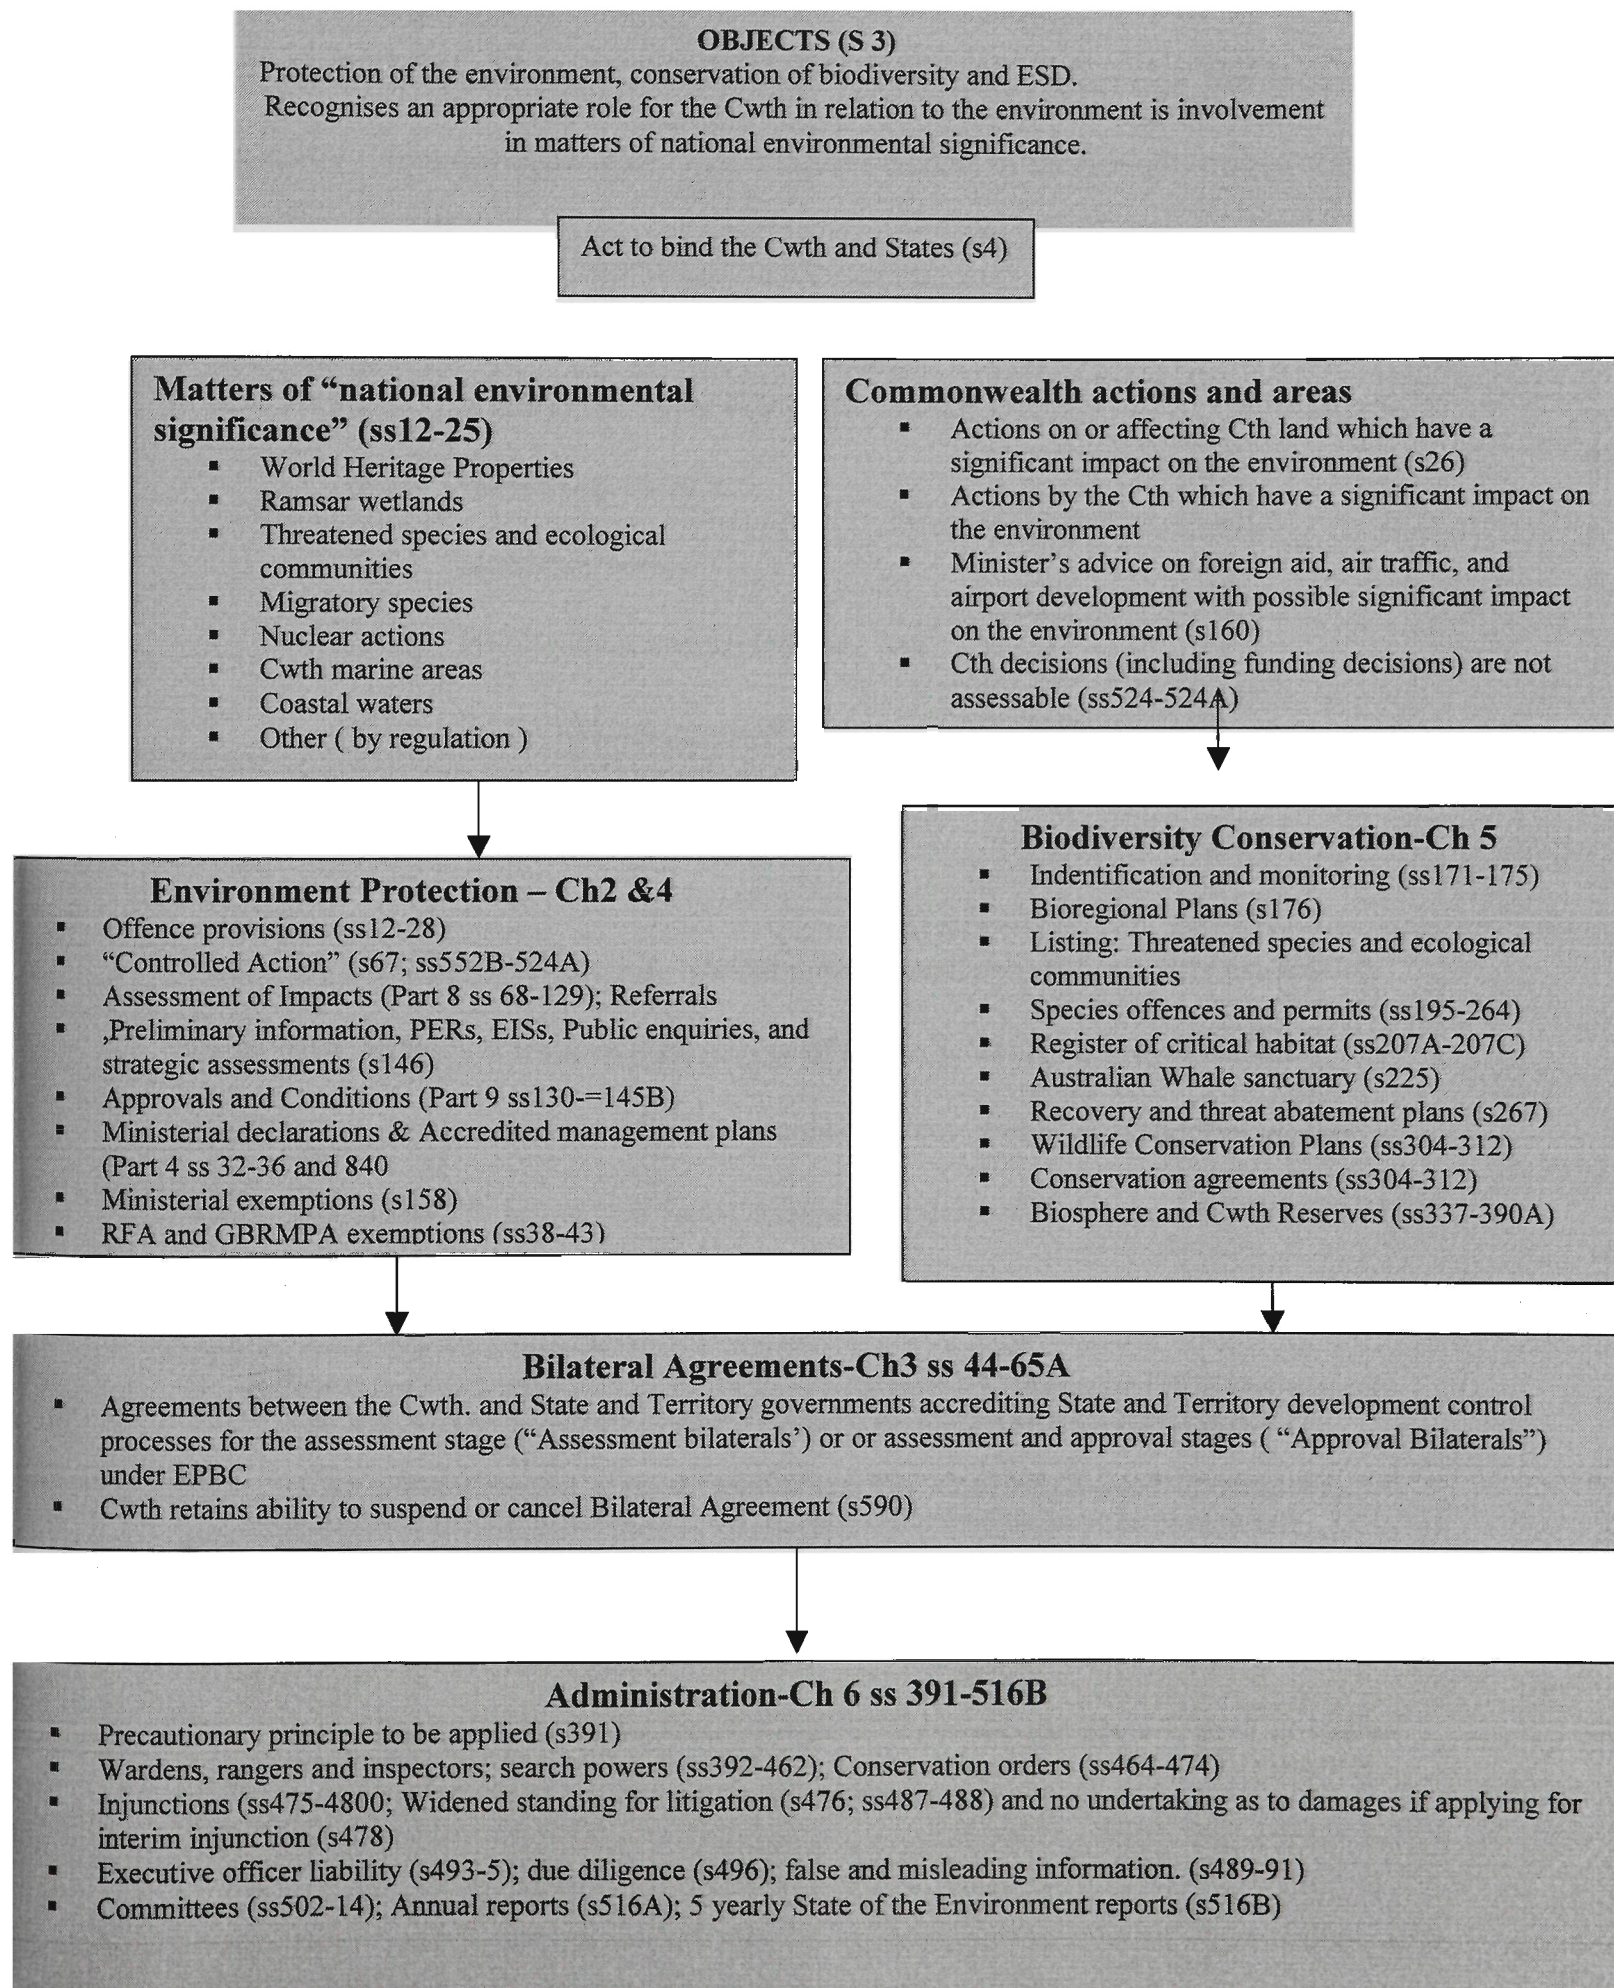 OBJECTS (S 3)
Protection of the environment, conservation of biodiversity and ESD.
Recognises an appropriate role for the Cwth in relation to the environment is involvement
in matters of national environmental significance.
Act to bind the Cwth and States (s4)
Matters of “national environmental
significance” (ss12-25)
▪ World Heritage Properties
▪ Ramsar wetlands
▪ Threatened species and ecological
communities
▪ Migratory species
▪ Nuclear actions
▪ Cwth marine areas
▪ Coastal waters
▪ Other ( by regulation )
Commonwealth actions and areas
▪ Actions on or affecting Cth land which have a
significant impact on the environment (s26)
▪ Actions by the Cth which have a significant impact on
the environment
▪ Minister’s advice on foreign aid, air traffic, and
airport development with possible significant impact
on the environment (s160)
▪ Cth decisions (including funding decisions) are not
assessable (ss524-524A)
Environment Protection – Ch2 &4
▪ Offence provisions (ss12-28)
▪ “Controlled Action” (s67; ss552B-524A)
▪ Assessment of Impacts (Part 8 ss 68-129); Referrals
▪ ,Preliminary information, PERs, EISs, Public enquiries, and
strategic assessments (s146)
▪ Approvals and Conditions (Part 9 ss130-=145B)
▪ Ministerial declarations & Accredited management plans
(Part 4 ss 32-36 and 840
▪ Ministerial exemptions (s158)
▪ RFA and GBRMPA exemptions (ss38-43)
Biodiversity Conservation-Ch 5
▪ Indentification and monitoring (ss171-175)
▪ Bioregional Plans (s176)
▪ Listing: Threatened species and ecological
communities
▪ Species offences and permits (ss195-264)
▪ Register of critical habitat (ss207A-207C)
▪ Australian Whale sanctuary (s225)
▪ Recovery and threat abatement plans (s267)
▪ Wildlife Conservation Plans (ss304-312)
▪ Conservation agreements (ss304-312)
▪ Biosphere and Cwth Reserves (ss337-390A)
Bilateral Agreements-Ch3 ss 44-65A
▪ Agreements between the Cwth. and State and Territory governments accrediting State and Territory development control
processes for the assessment stage (“Assessment bilaterals’) or or assessment and approval stages ( “Approval Bilaterals”)
under EPBC
▪ Cwth retains ability to suspend or cancel Bilateral Agreement (s590)
Administration-Ch 6 ss 391-516B
▪ Precautionary principle to be applied (s391)
▪ Wardens, rangers and inspectors; search powers (ss392-462); Conservation orders (ss464-474)
▪ Injunctions (ss475-4800; Widened standing for litigation (s476; ss487-488) and no undertaking as to damages if applying for
interim injunction (s478)
▪ Executive officer liability (s493-5); due diligence (s496); false and misleading information. (s489-91)
▪ Committees (ss502-14); Annual reports (s516A); 5 yearly State of the Environment reports (s516B)